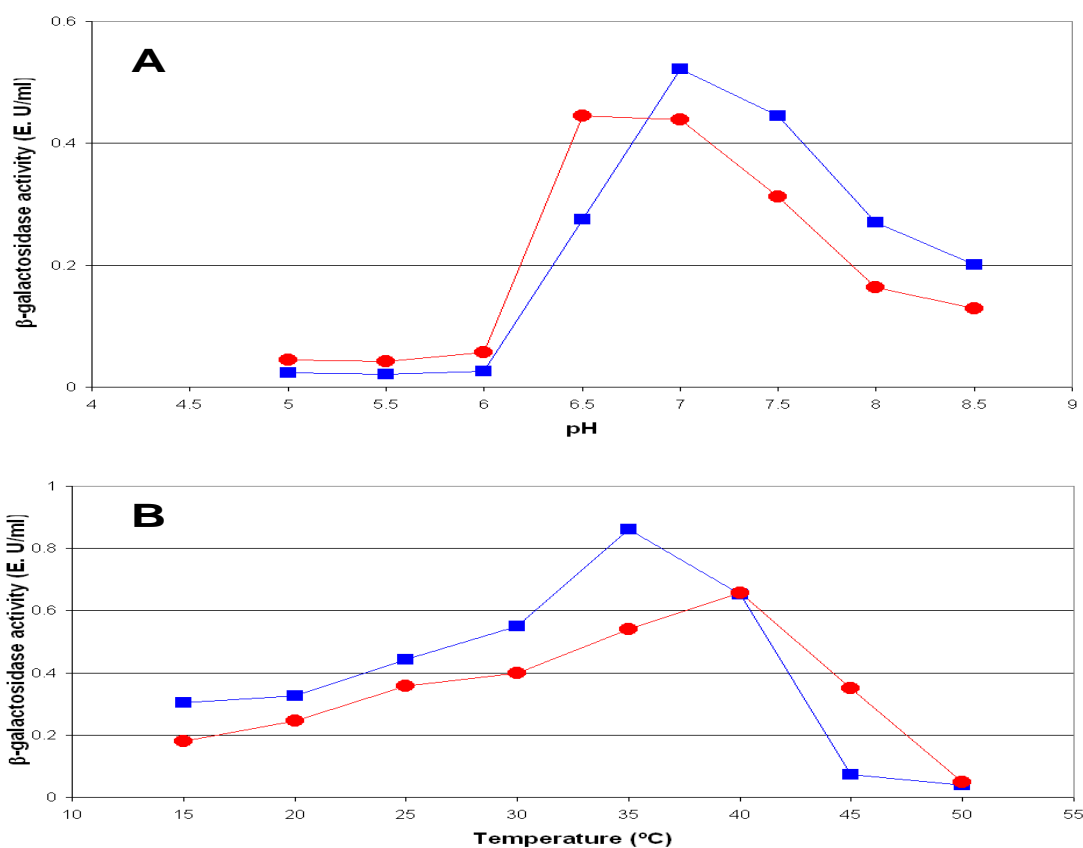 A
β-galactosidase activity (E. U/ml)
0.6
0.4
0.2
0
4 4.5 5 5.5 6 6.5 7 7.5 8 8.5 9
pH
B
β-galactosidase activity (E. U/ml)
1
0.8
0.6
0.4
0.2
0
10 15 20 25 30 35 40 45 50 55
Temperature (ºC)